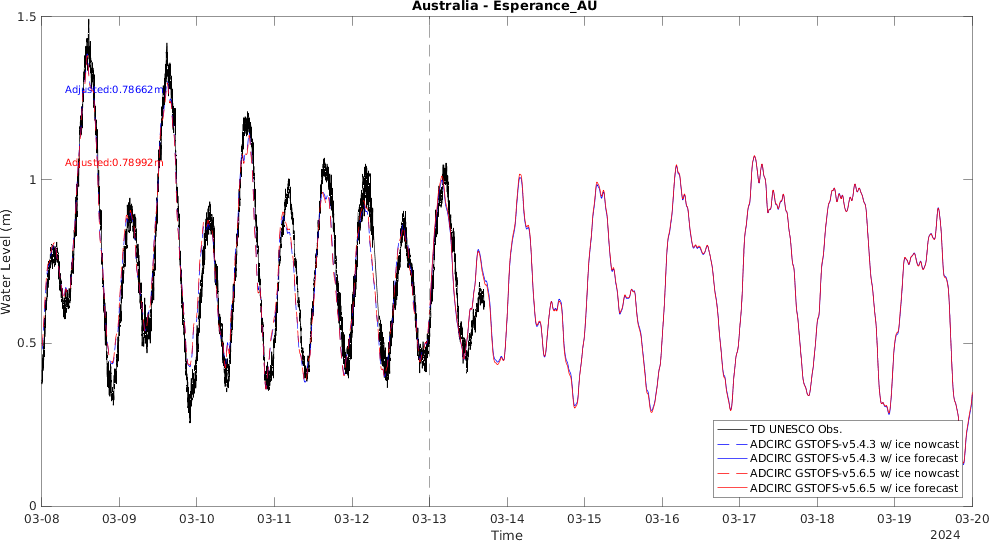 Australia - Esperance_AU
1.5
1
0.5
0
Water Level (m)
Adjusted:0.78662m
Adjusted:0.78992m
TD UNESCO Obs.
ADCIRC GSTOFS-v5.4.3 w/ ice nowcast
ADCIRC GSTOFS-v5.4.3 w/ ice forecast
ADCIRC GSTOFS-v5.6.5 w/ ice nowcast
ADCIRC GSTOFS-v5.6.5 w/ ice forecast
03-08 03-09 03-10 03-11 03-12 03-13 03-14 03-15 03-16 03-17 03-18 03-19 03-20
Time
2024